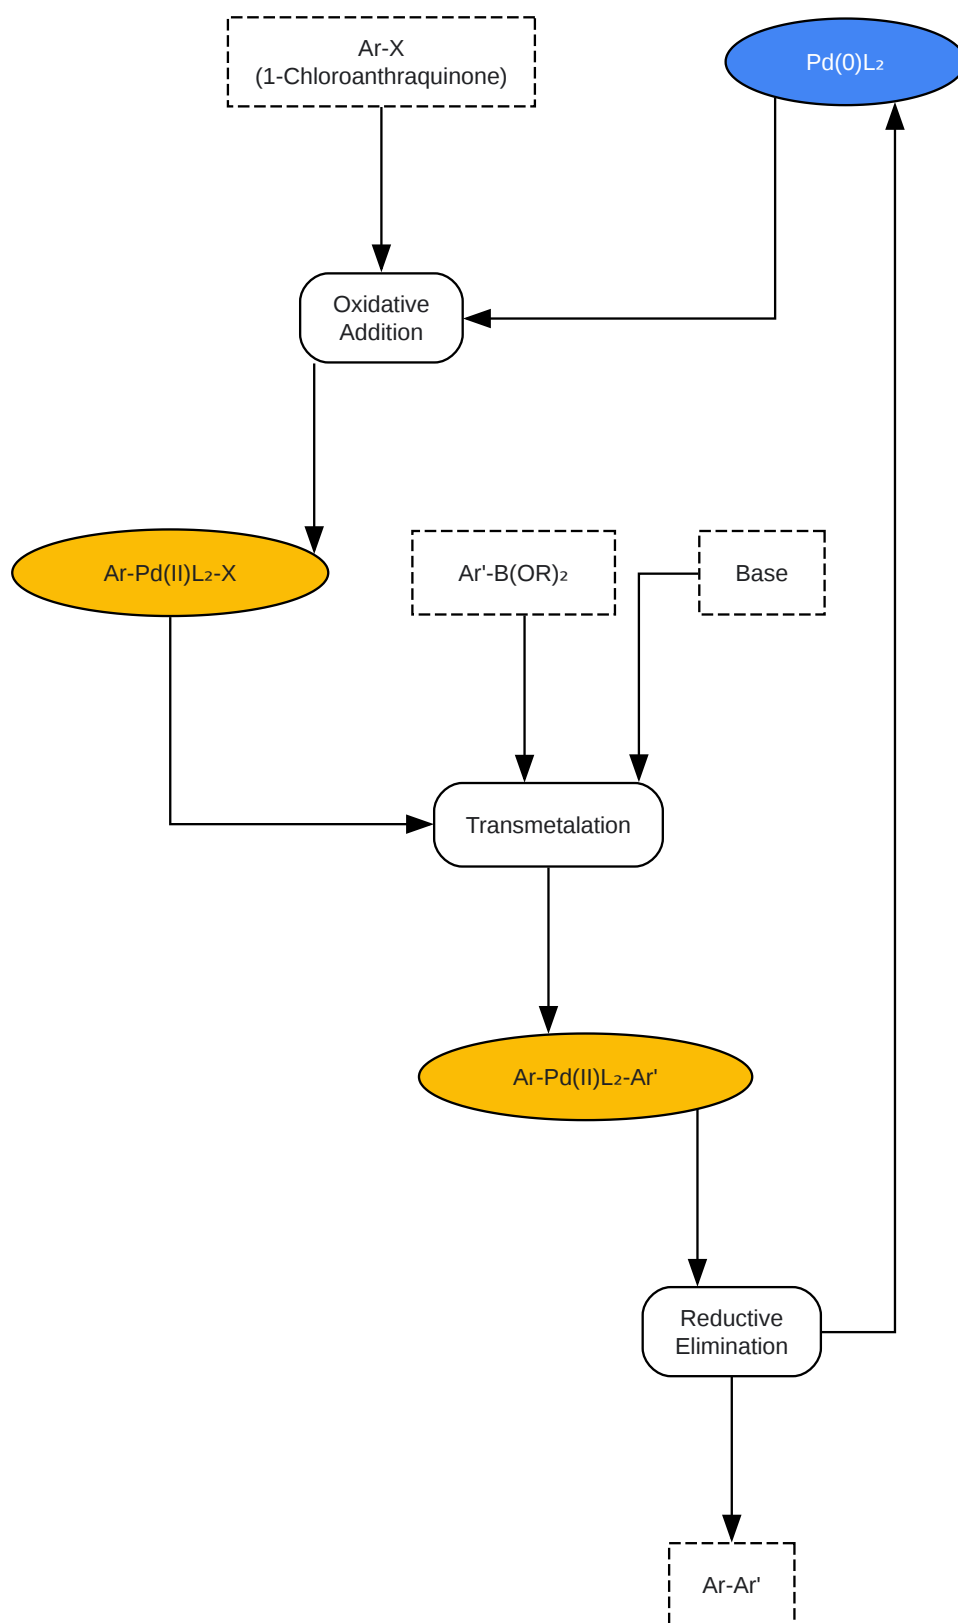 Ar-X
(1-Chloroanthraquinone)
Pd(0)L₂
Oxidative
Addition
Ar-Pd(II)L₂-X
Ar'-B(OR)₂
Base
Transmetalation
Ar-Pd(II)L₂-Ar'
Reductive
Elimination
Ar-Ar'